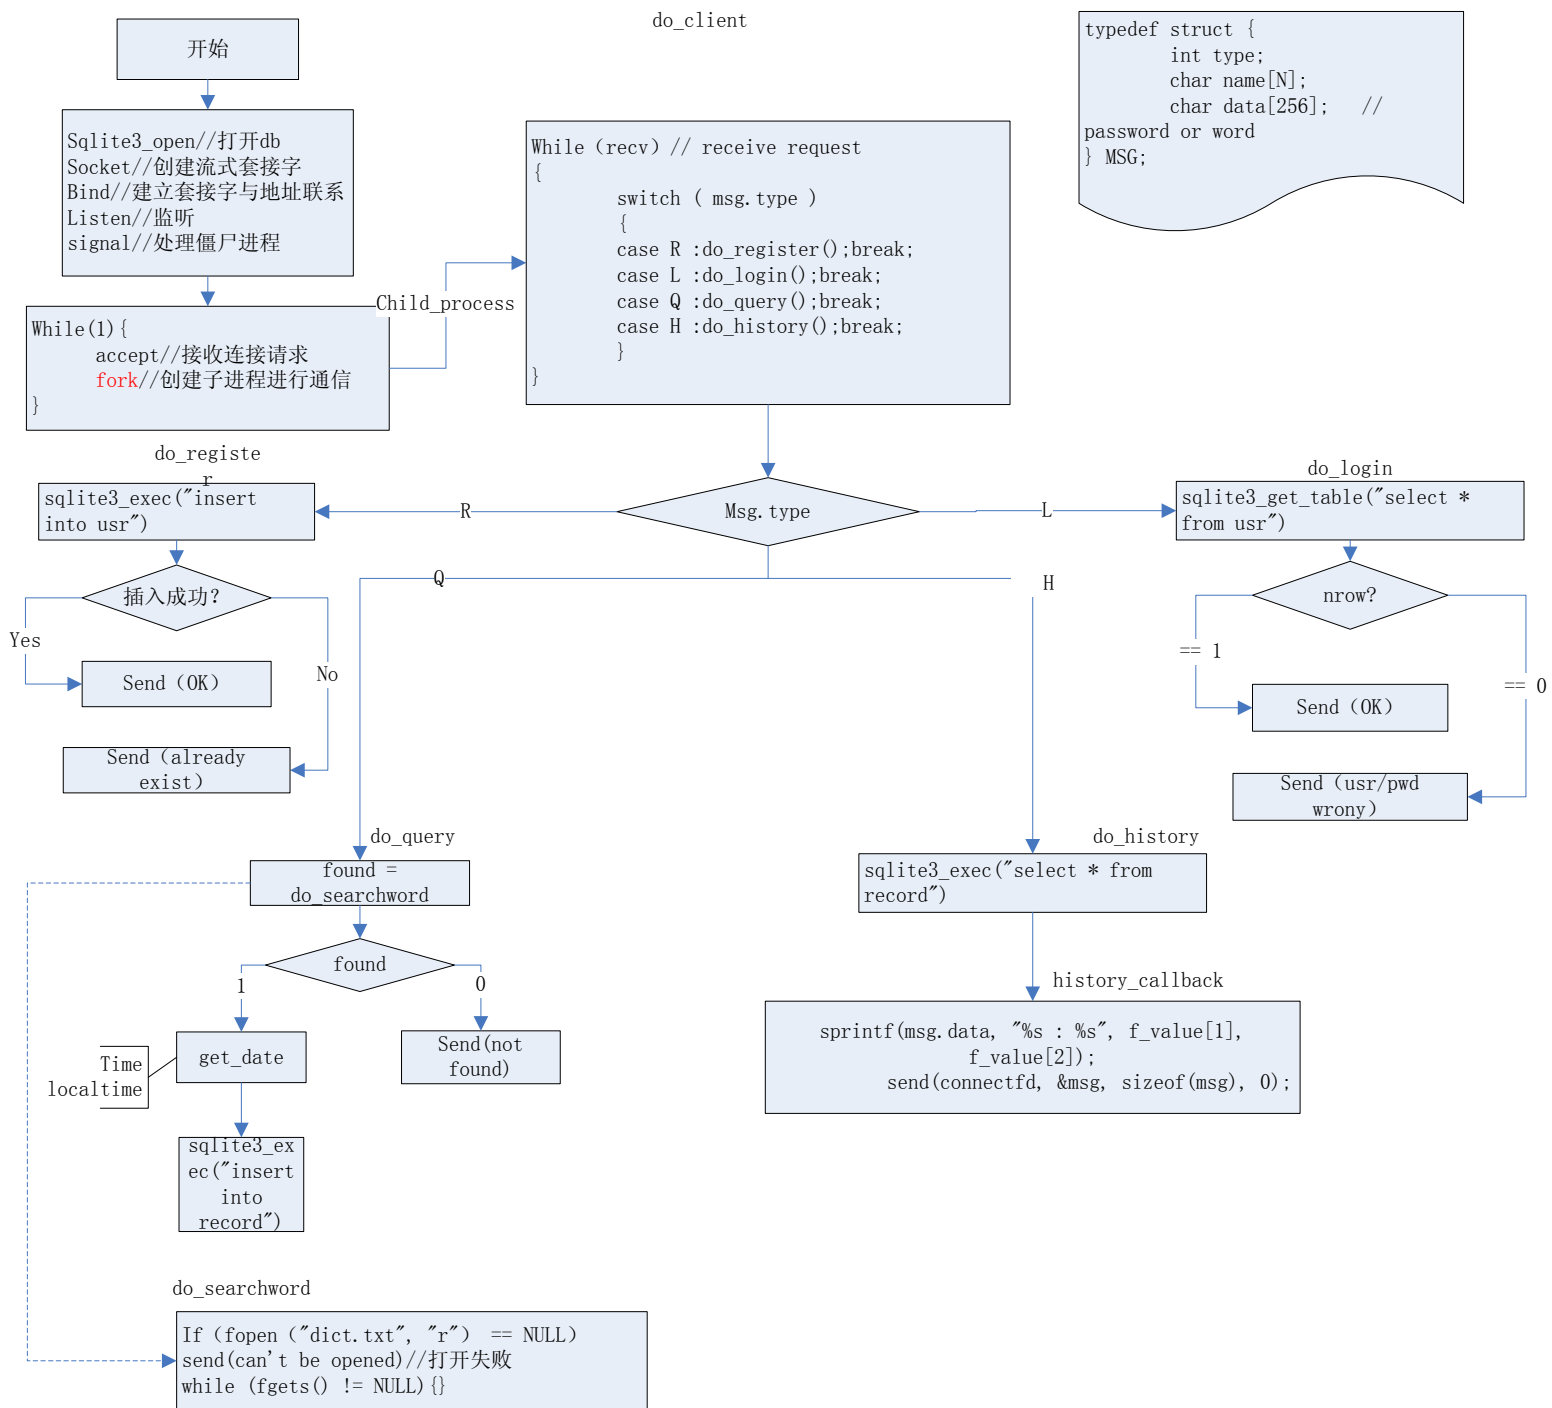 do_client
开始
Sqlite3_open//打开db
Socket//创建流式套接字
Bind//建立套接字与地址联系
Listen//监听
signal//处理僵尸进程
While(1){
accept//接收连接请求
fork//创建子进程进行通信
}
Child_process
While（recv）// receive request
{
switch ( msg.type )
{
case R :do_register();break;
case L :do_login();break;
case Q :do_query();break;
case H :do_history();break;
}
}
typedef struct {
int type;
char name[N];
char data[256];   //
password or word
} MSG;
do_registe
r
sqlite3_exec("insert
into usr")
R
Msg.type
L
do_login
sqlite3_get_table("select *
from usr")
插入成功?
Yes
No
Send（OK）
Send（already
exist）
Q
H
nrow?
== 1
== 0
Send（OK）
Send（usr/pwd
wrony）
do_query
found =
do_searchword
found
1
0
Time
localtime
get_date
Send(not
found)
sqlite3_ex
ec("insert
into
record")
do_history
sqlite3_exec("select * from
record")
history_callback
sprintf(msg.data, "%s : %s", f_value[1],
f_value[2]);
send(connectfd, &msg, sizeof(msg), 0);
do_searchword
If（fopen（"dict.txt", "r"） == NULL）
send(can't be opened)//打开失败
while (fgets() != NULL){}